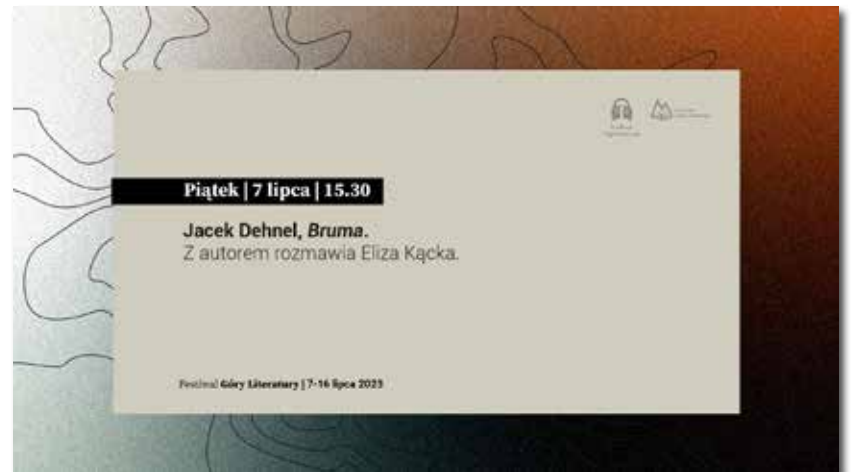 Piątek | 7 lipca | 15.30
Jacek Dehnel, Bruma.
Z autorem rozmawia Eliza Kącka.
Festiwal Góry Literatury | 7-16 lipca 2023